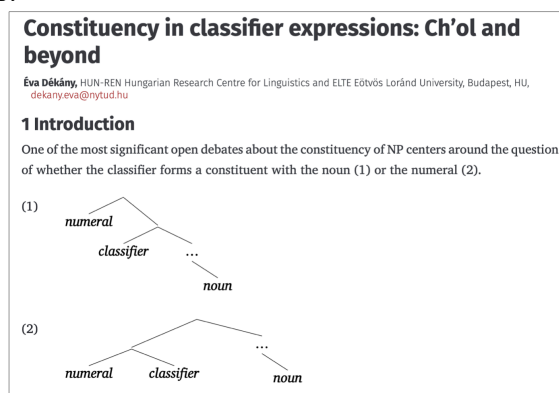 Constituency in classifier expressions: Ch'ol and
beyond
Éva Dékány, HUN-REN Hungarian Research Centre for Linguistics and ELTE Eötvös Loránd University, Budapest, HU,
dekany.eva@nytud.hu
1 Introduction
One of the most significant open debates about the constituency of NP centers around the question
of whether the classifier forms a constituent with the noun (1) or the numeral (2).
(1)
numeral
classifier ...
noun
(2)
...
numeral classifier noun